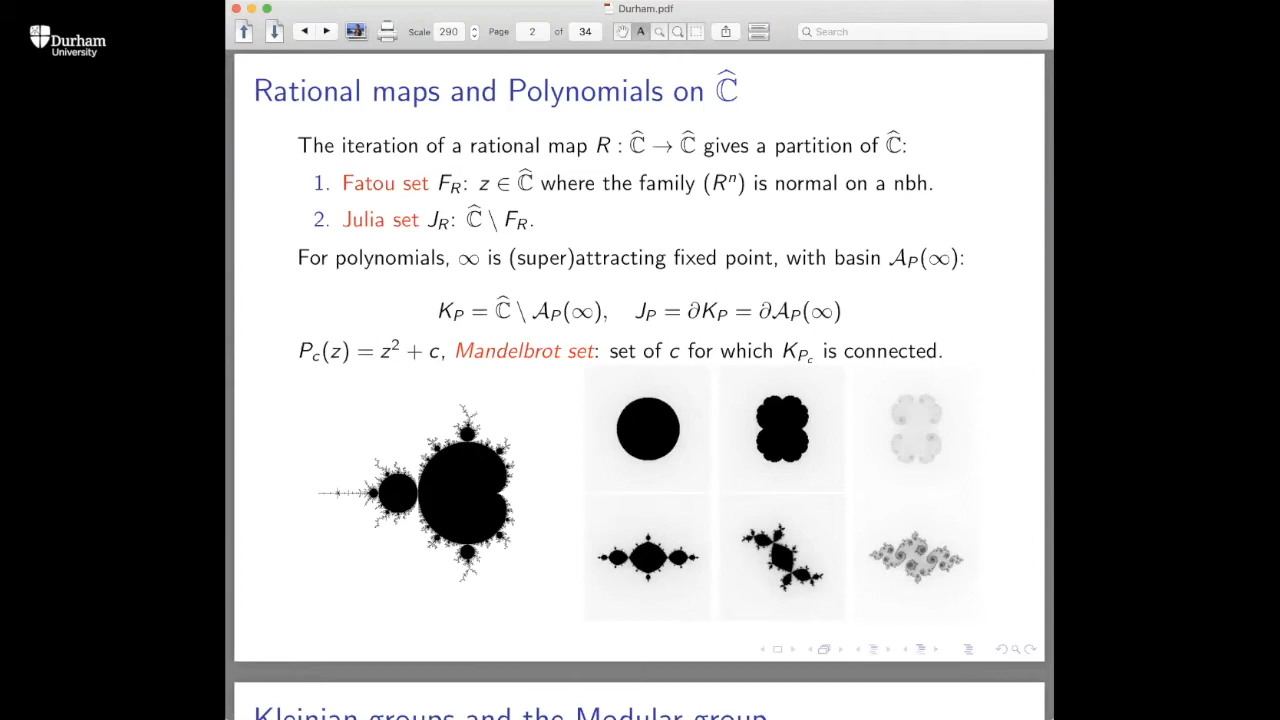 Durham
University
Durham.pdf
Scale 290 Page 2 of 34 A Search
Rational maps and Polynomials on ℂ̂
The iteration of a rational map R : ℂ̂ → ℂ̂ gives a partition of ℂ̂:
1. Fatou set F_R: z ∈ ℂ̂ where the family (Rⁿ) is normal on a nbh.
2. Julia set J_R: ℂ̂ \ F_R.
For polynomials, ∞ is (super)attracting fixed point, with basin 𝒜_P(∞):
K_P = ℂ̂ \ 𝒜_P(∞), J_P = ∂K_P = ∂𝒜_P(∞)
P_c(z) = z² + c, Mandelbrot set: set of c for which K_{P_c} is connected.
Kleinian groups and the Modular group